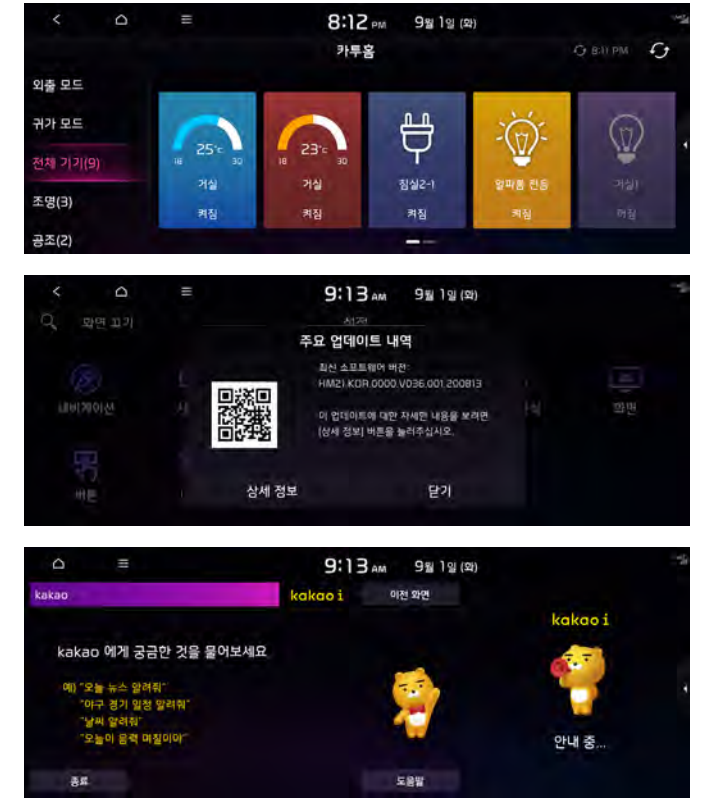 8:12 PM 9월 1일 (화)
카투홈
8:11 PM
외출 모드
귀가 모드
전체 기기(9)
조명(3)
공조(2)
25°c
18 30
거실
켜짐
23°c
18 30
거실
켜짐
침실2-1
켜짐
알파룸 전등
켜짐
거실1
꺼짐
9:13 AM 9월 1일 (화)
화면 끄기
설정
주요 업데이트 내역
최신 소프트웨어 버전:
HM21.KOR.0000.V036.001.200813
이 업데이트에 대한 자세한 내용을 보려면
[상세 정보] 버튼을 눌러주십시오.
상세 정보 닫기
내비게이션
화면
버튼
9:13 AM 9월 1일 (화)
kakao
kakao i
이전 화면
kakao i
kakao 에게 궁금한 것을 물어보세요
예) "오늘 뉴스 알려줘"
"야구 경기 일정 알려줘"
"날씨 알려줘"
"오늘이 음력 며칠이야"
안내 중...
종료
도움말